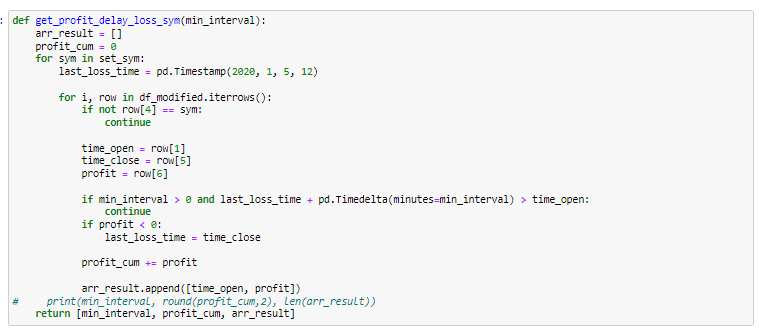 : def get_profit_delay_loss_sym(min_interval):
    arr_result = []
    profit_cum = 0
    for sym in set_sym:
        last_loss_time = pd.Timestamp(2020, 1, 5, 12)
        for i, row in df_modified.iterrows():
            if not row[4] == sym:
                continue
            time_open = row[1]
            time_close = row[5]
            profit = row[6]
            if min_interval > 0 and last_loss_time + pd.Timedelta(minutes=min_interval) > time_open:
                continue
            if profit < 0:
                last_loss_time = time_close
            profit_cum += profit
            arr_result.append([time_open, profit])
#     print(min_interval, round(profit_cum,2), len(arr_result))
    return [min_interval, profit_cum, arr_result]